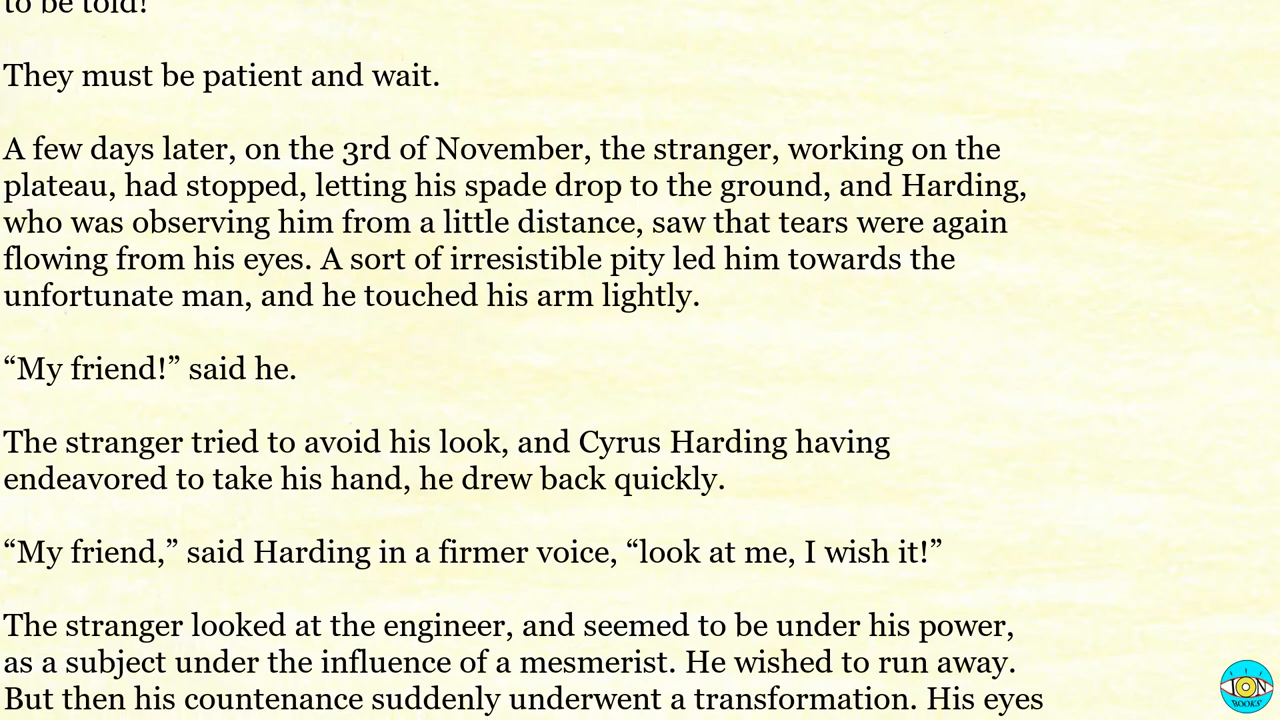 to be told!
They must be patient and wait.
A few days later, on the 3rd of November, the stranger, working on the
plateau, had stopped, letting his spade drop to the ground, and Harding,
who was observing him from a little distance, saw that tears were again
flowing from his eyes. A sort of irresistible pity led him towards the
unfortunate man, and he touched his arm lightly.
“My friend!” said he.
The stranger tried to avoid his look, and Cyrus Harding having
endeavored to take his hand, he drew back quickly.
“My friend,” said Harding in a firmer voice, “look at me, I wish it!”
The stranger looked at the engineer, and seemed to be under his power,
as a subject under the influence of a mesmerist. He wished to run away.
But then his countenance suddenly underwent a transformation. His eyes
ION
BOOKS